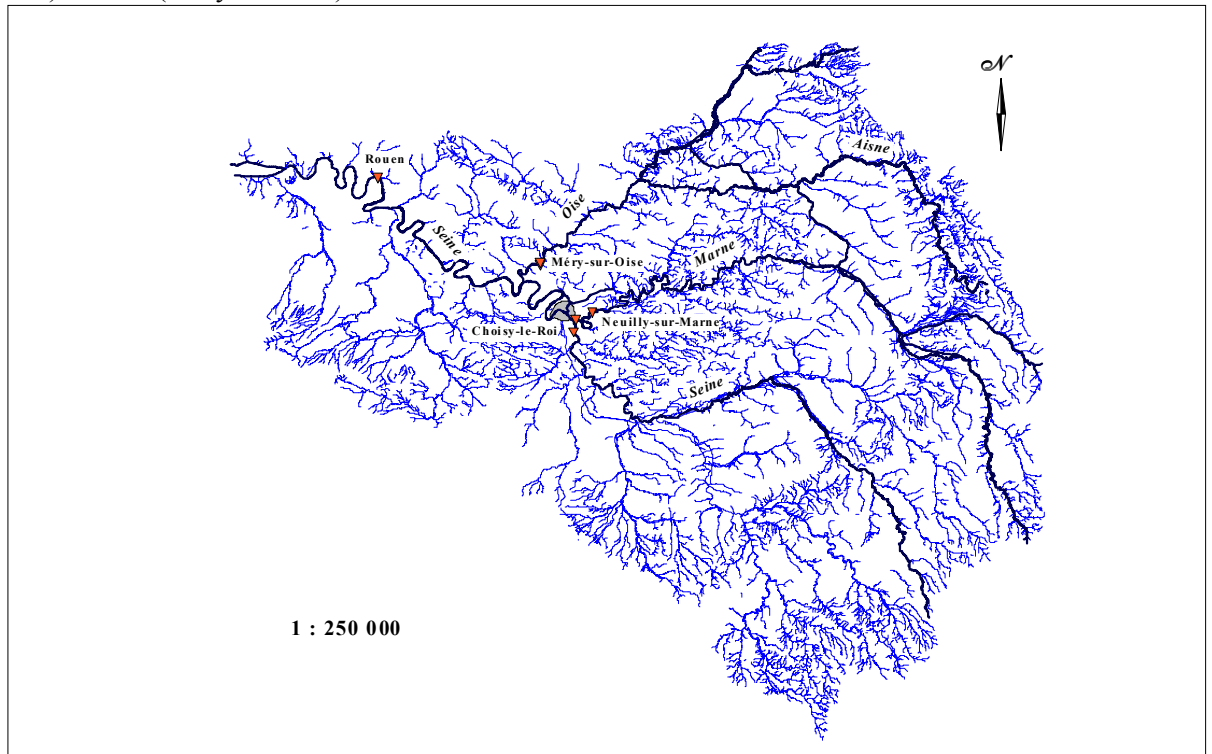 N
Aisne
Rouen
Oise
Seine
Marne
Méry-sur-Oise
Neuilly-sur-Marne
Choisy-le-Roi
Seine
1 : 250 000